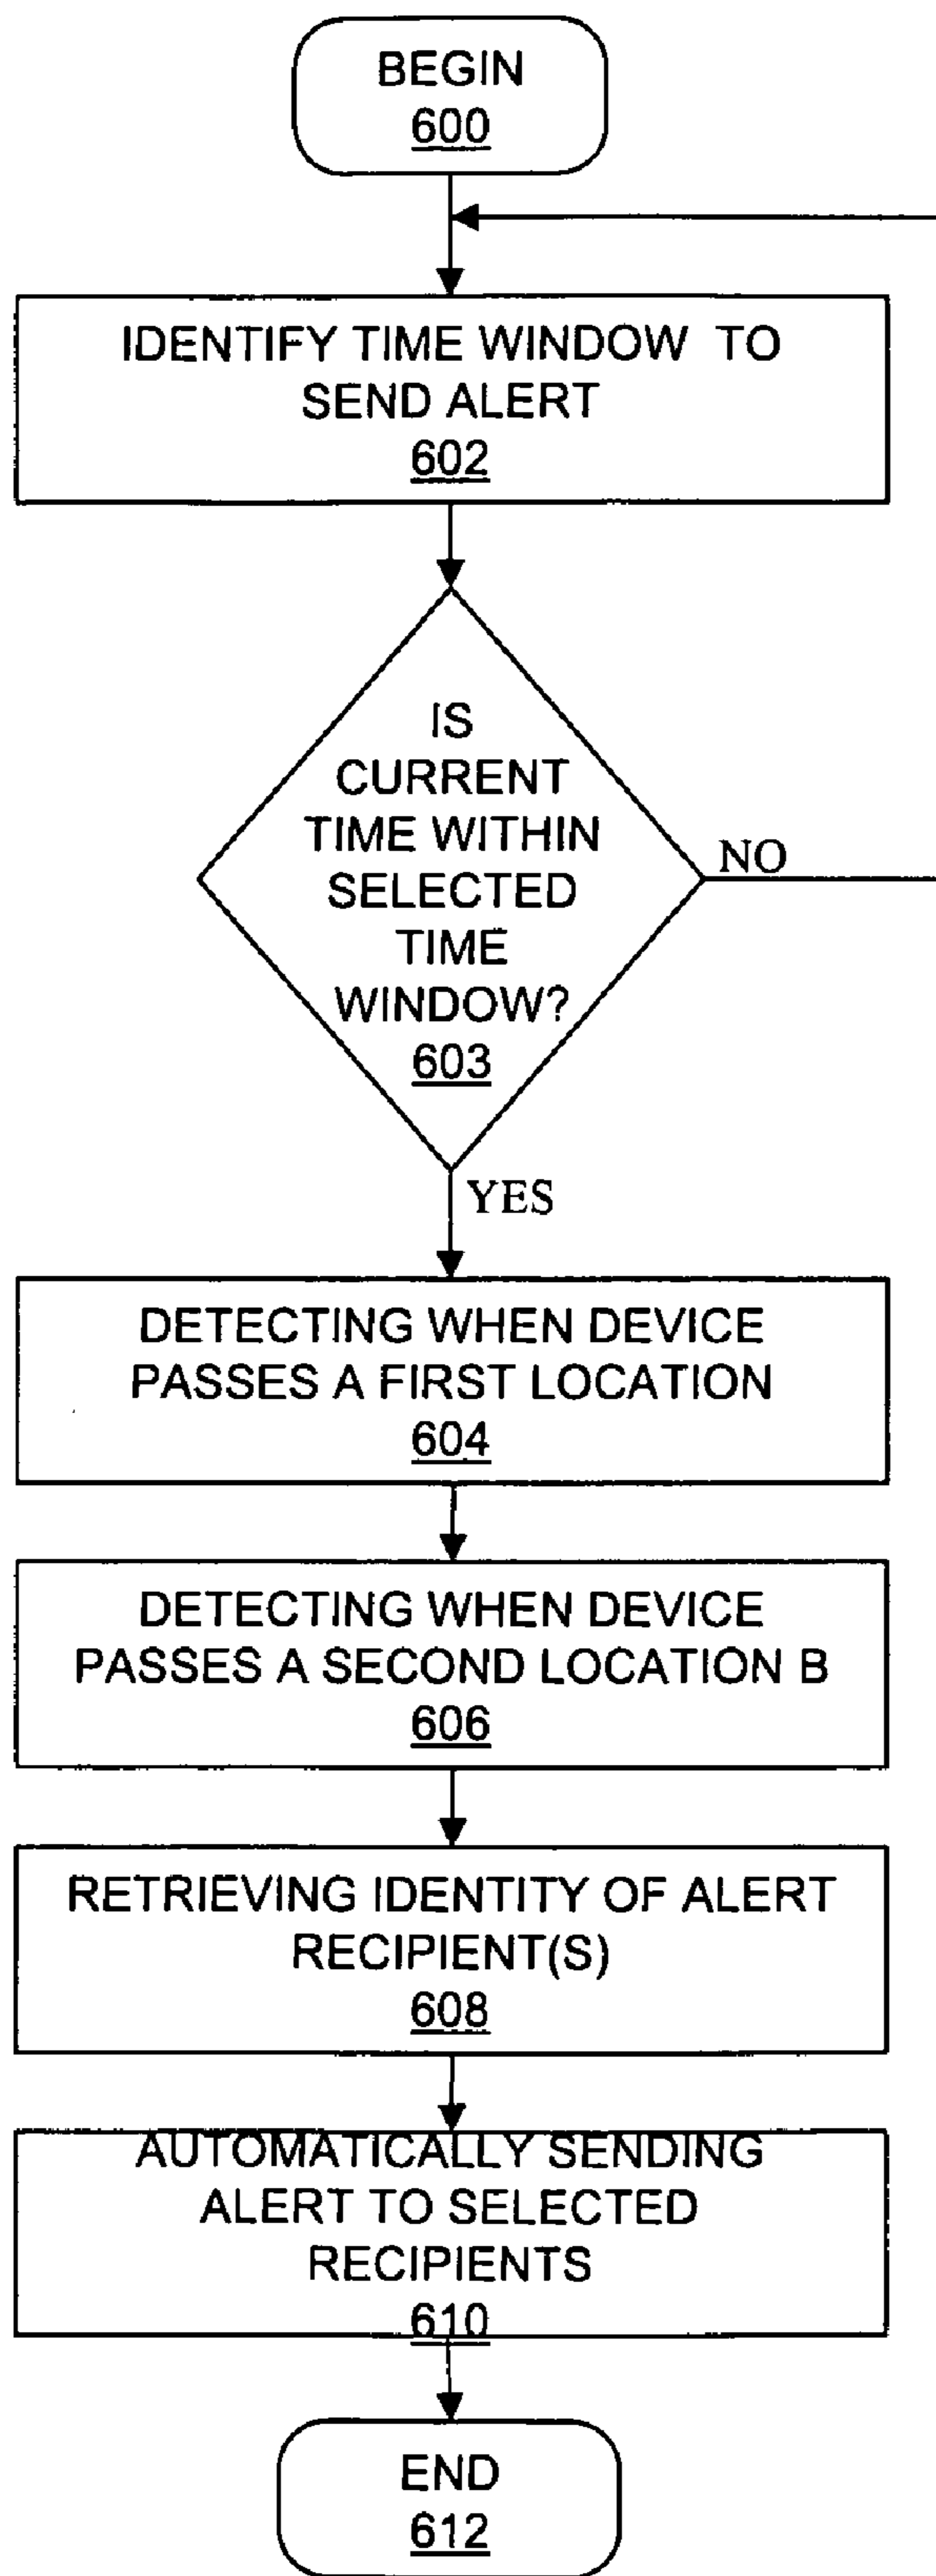 BEGIN
600
IDENTIFY TIME WINDOW TO
SEND ALERT
602
IS
CURRENT
TIME WITHIN
SELECTED
TIME
WINDOW?
603
NO
YES
DETECTING WHEN DEVICE
PASSES A FIRST LOCATION
604
DETECTING WHEN DEVICE
PASSES A SECOND LOCATION B
606
RETRIEVING IDENTITY OF ALERT
RECIPIENT(S)
608
AUTOMATICALLY SENDING
ALERT TO SELECTED
RECIPIENTS
610
END
612